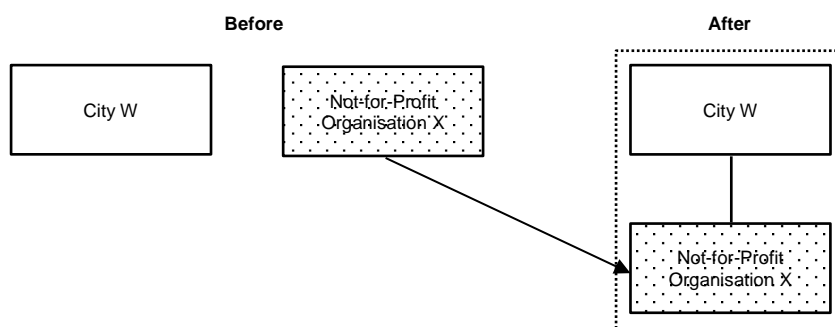 Before
After
City W
Not-for-Profit
Organisation X
City W
Not-for-Profit
Organisation X